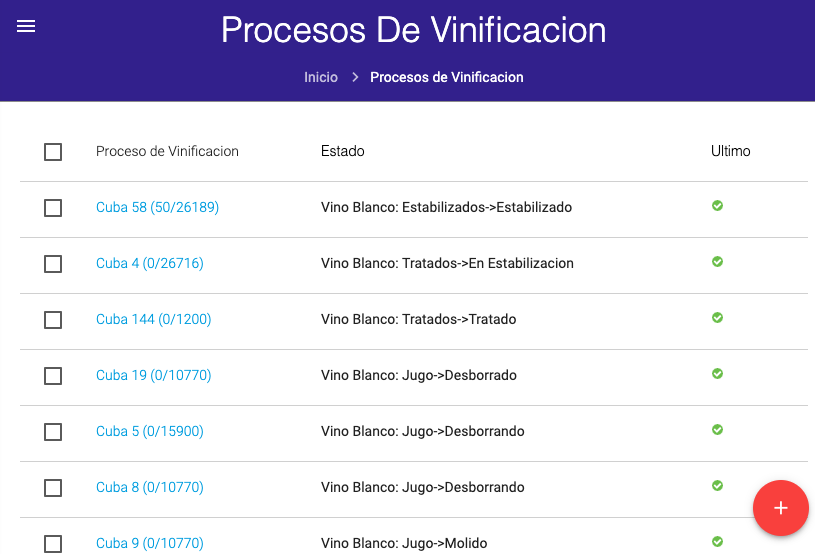 Procesos De Vinificacion
Inicio > Procesos de Vinificacion
Proceso de Vinificacion Estado Ultimo
Cuba 58 (50/26189) Vino Blanco: Estabilizados->Estabilizado
Cuba 4 (0/26716) Vino Blanco: Tratados->En Estabilizacion
Cuba 144 (0/1200) Vino Blanco: Tratados->Tratado
Cuba 19 (0/10770) Vino Blanco: Jugo->Desborrado
Cuba 5 (0/15900) Vino Blanco: Jugo->Desborrando
Cuba 8 (0/10770) Vino Blanco: Jugo->Desborrando
Cuba 9 (0/10770) Vino Blanco: Jugo->Molido